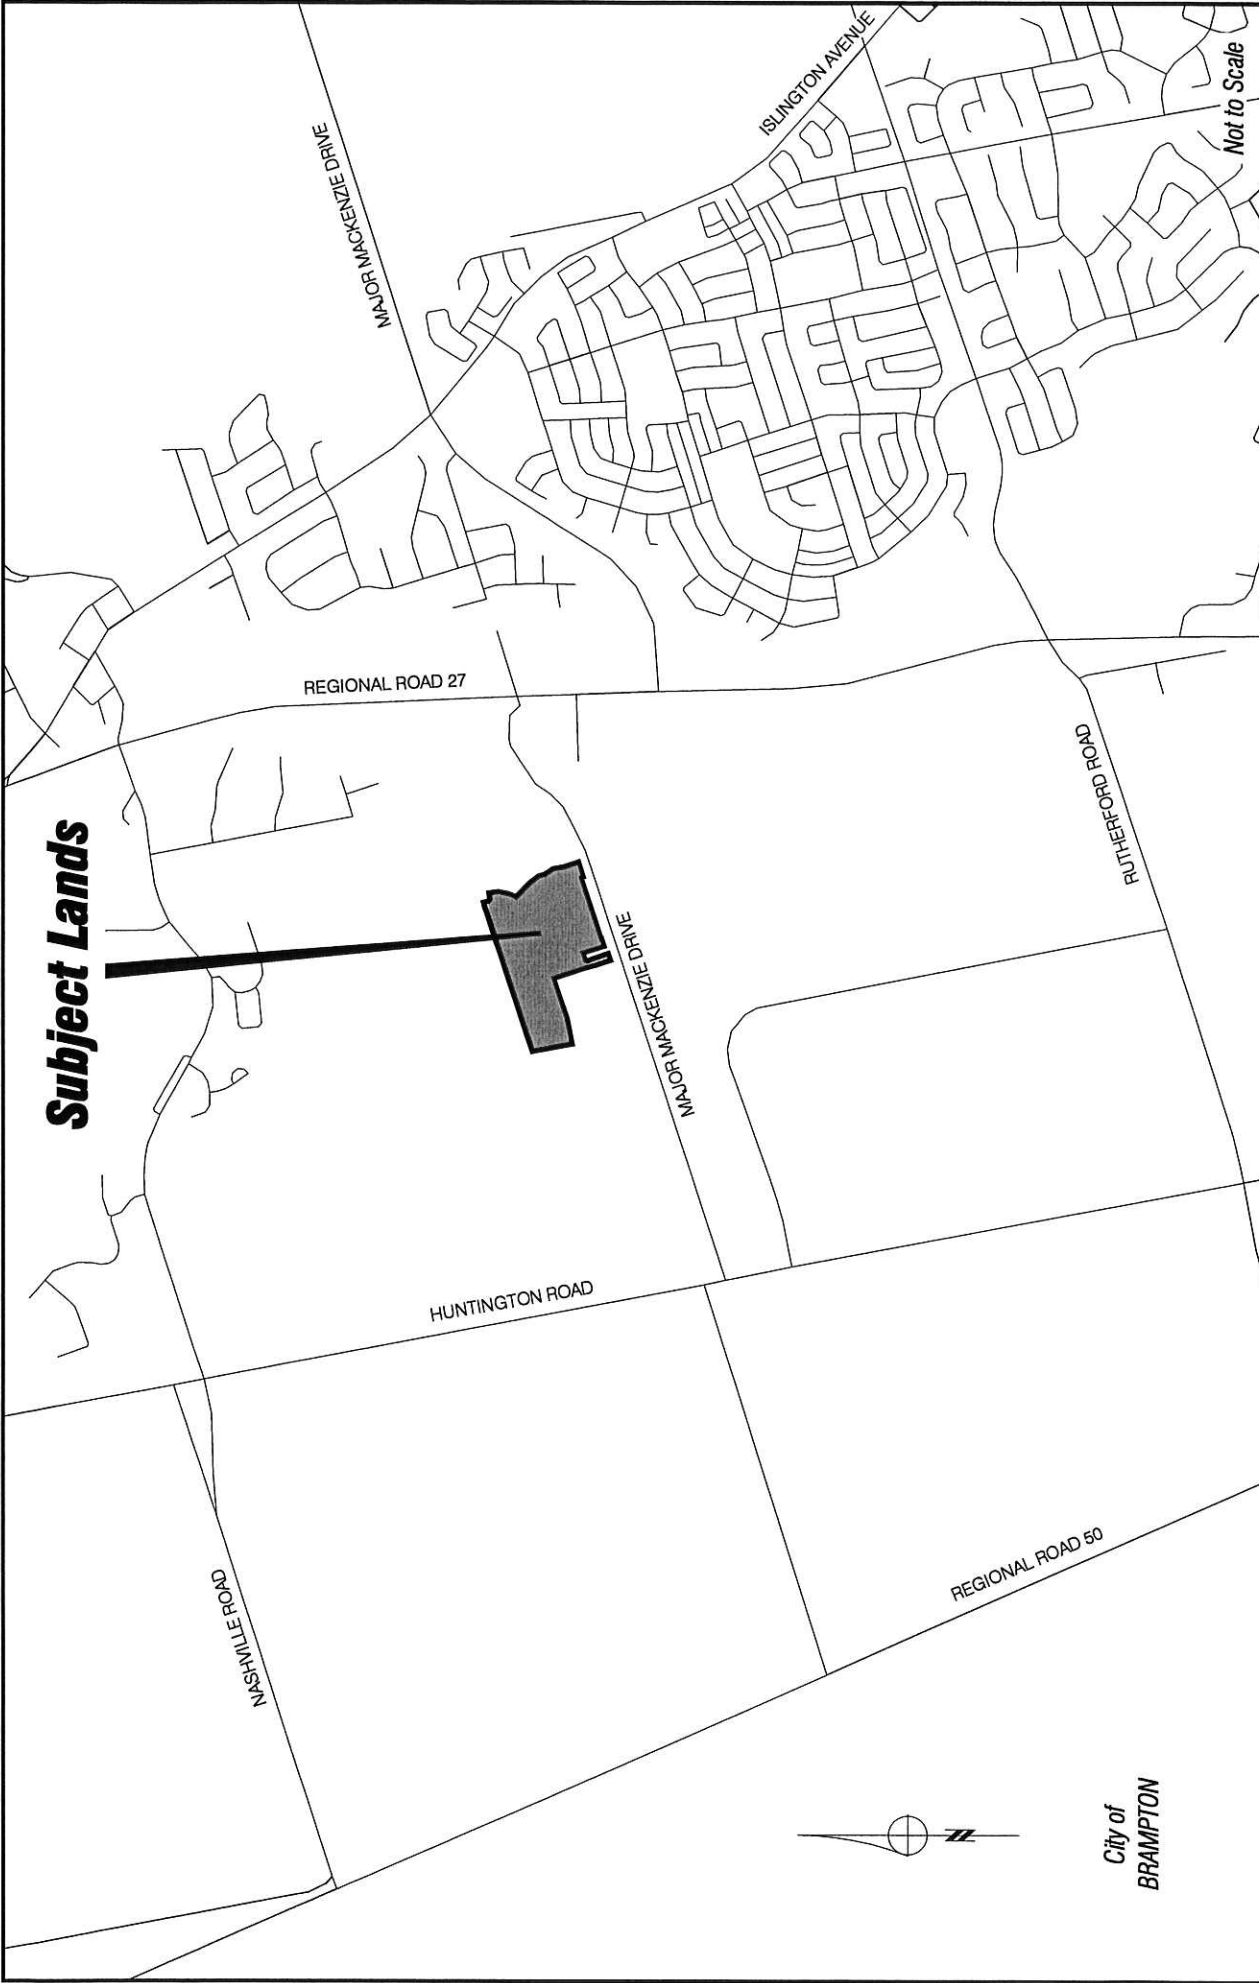 Subject Lands
NASHVILLE ROAD
MAJOR MACKENZIE DRIVE
REGIONAL ROAD 27
HUNTINGTON ROAD
MAJOR MACKENZIE DRIVE
ISLINGTON AVENUE
N
REGIONAL ROAD 50
RUTHERFORD ROAD
City of
BRAMPTON
Not to Scale